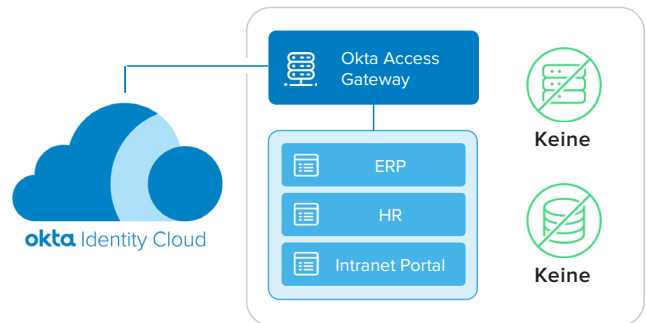 Okta Access
Gateway
Keine
ERP
HR
Intranet Portal
okta Identity Cloud
Keine